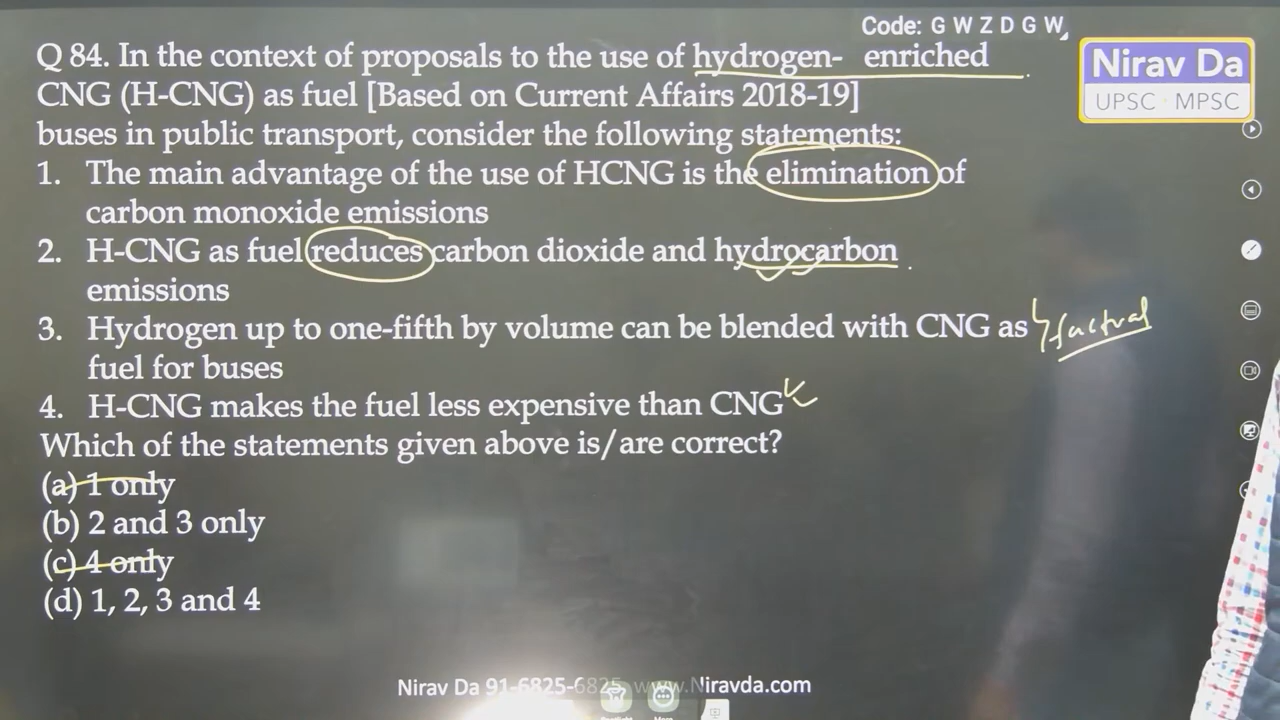 Code: G W Z D G W
Q 84. In the context of proposals to the use of hydrogen- enriched
CNG (H-CNG) as fuel [Based on Current Affairs 2018-19]
buses in public transport, consider the following statements:
1. The main advantage of the use of HCNG is the elimination of
carbon monoxide emissions
2. H-CNG as fuel reduces carbon dioxide and hydrocarbon
emissions
3. Hydrogen up to one-fifth by volume can be blended with CNG as
factual
fuel for buses
4. H-CNG makes the fuel less expensive than CNG
Which of the statements given above is/are correct?
(a) 1 only
(b) 2 and 3 only
(c) 4 only
(d) 1, 2, 3 and 4
Nirav Da
UPSC MPSC
Nirav Da 91-6825-6825 www.Niravda.com